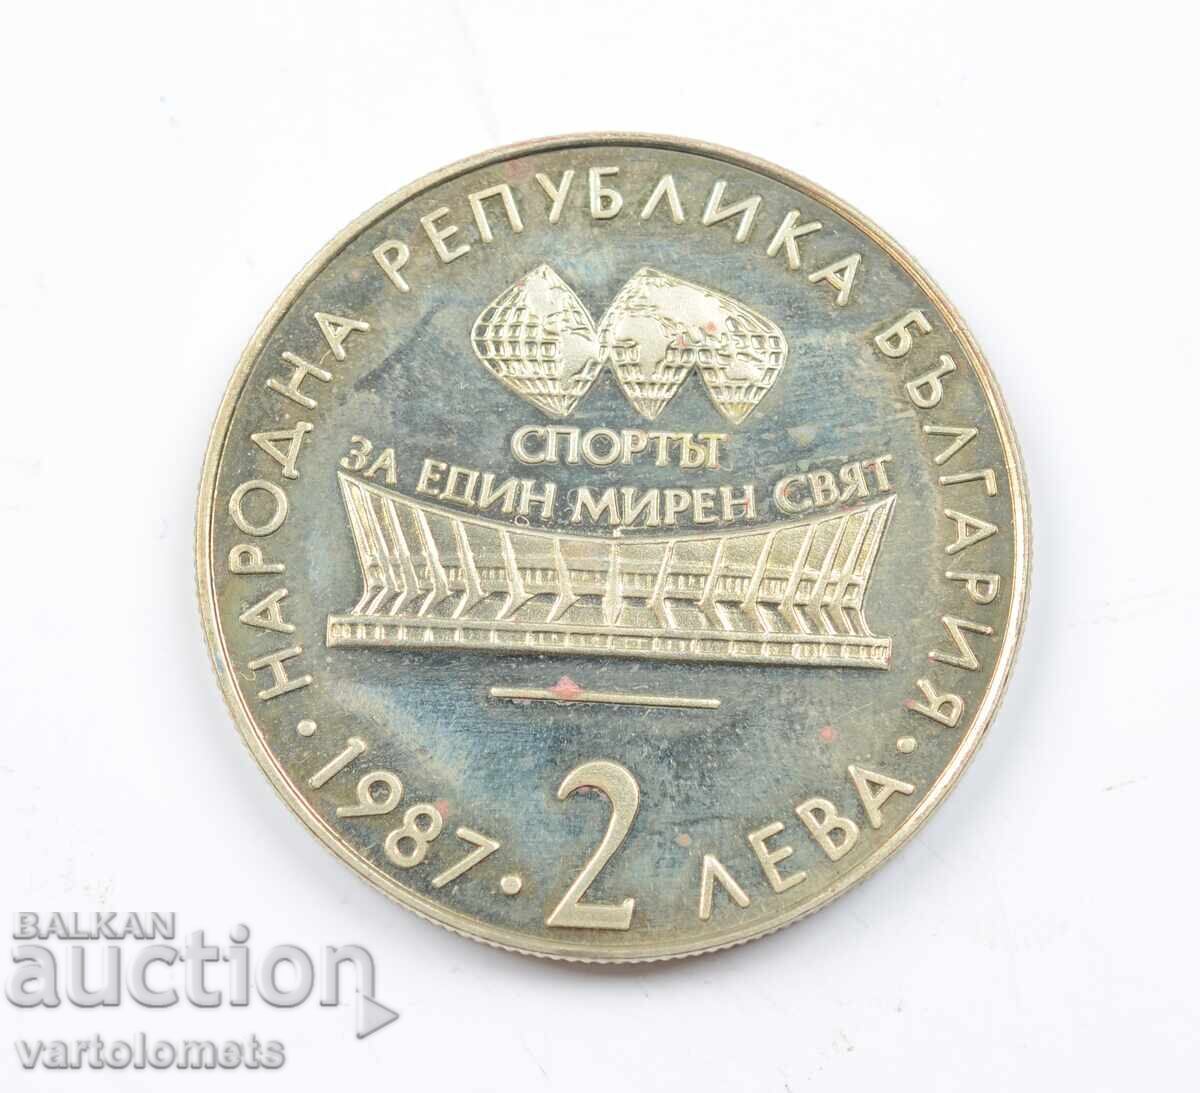 НАРОДНА РЕПУБЛИКА БЪЛГАРИЯ
СПОРТЪТ
ЗА ЕДИН МИРЕН СВЯТ
· 1987 · 2 ЛЕВА ·
BALKAN
auction
vartolomets